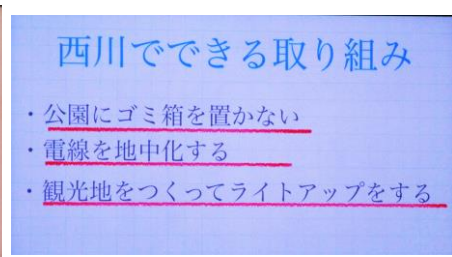 西川でできる取り組み
・公園にゴミ箱を置かない
・電線を地中化する
・観光地をつくってライトアップをする